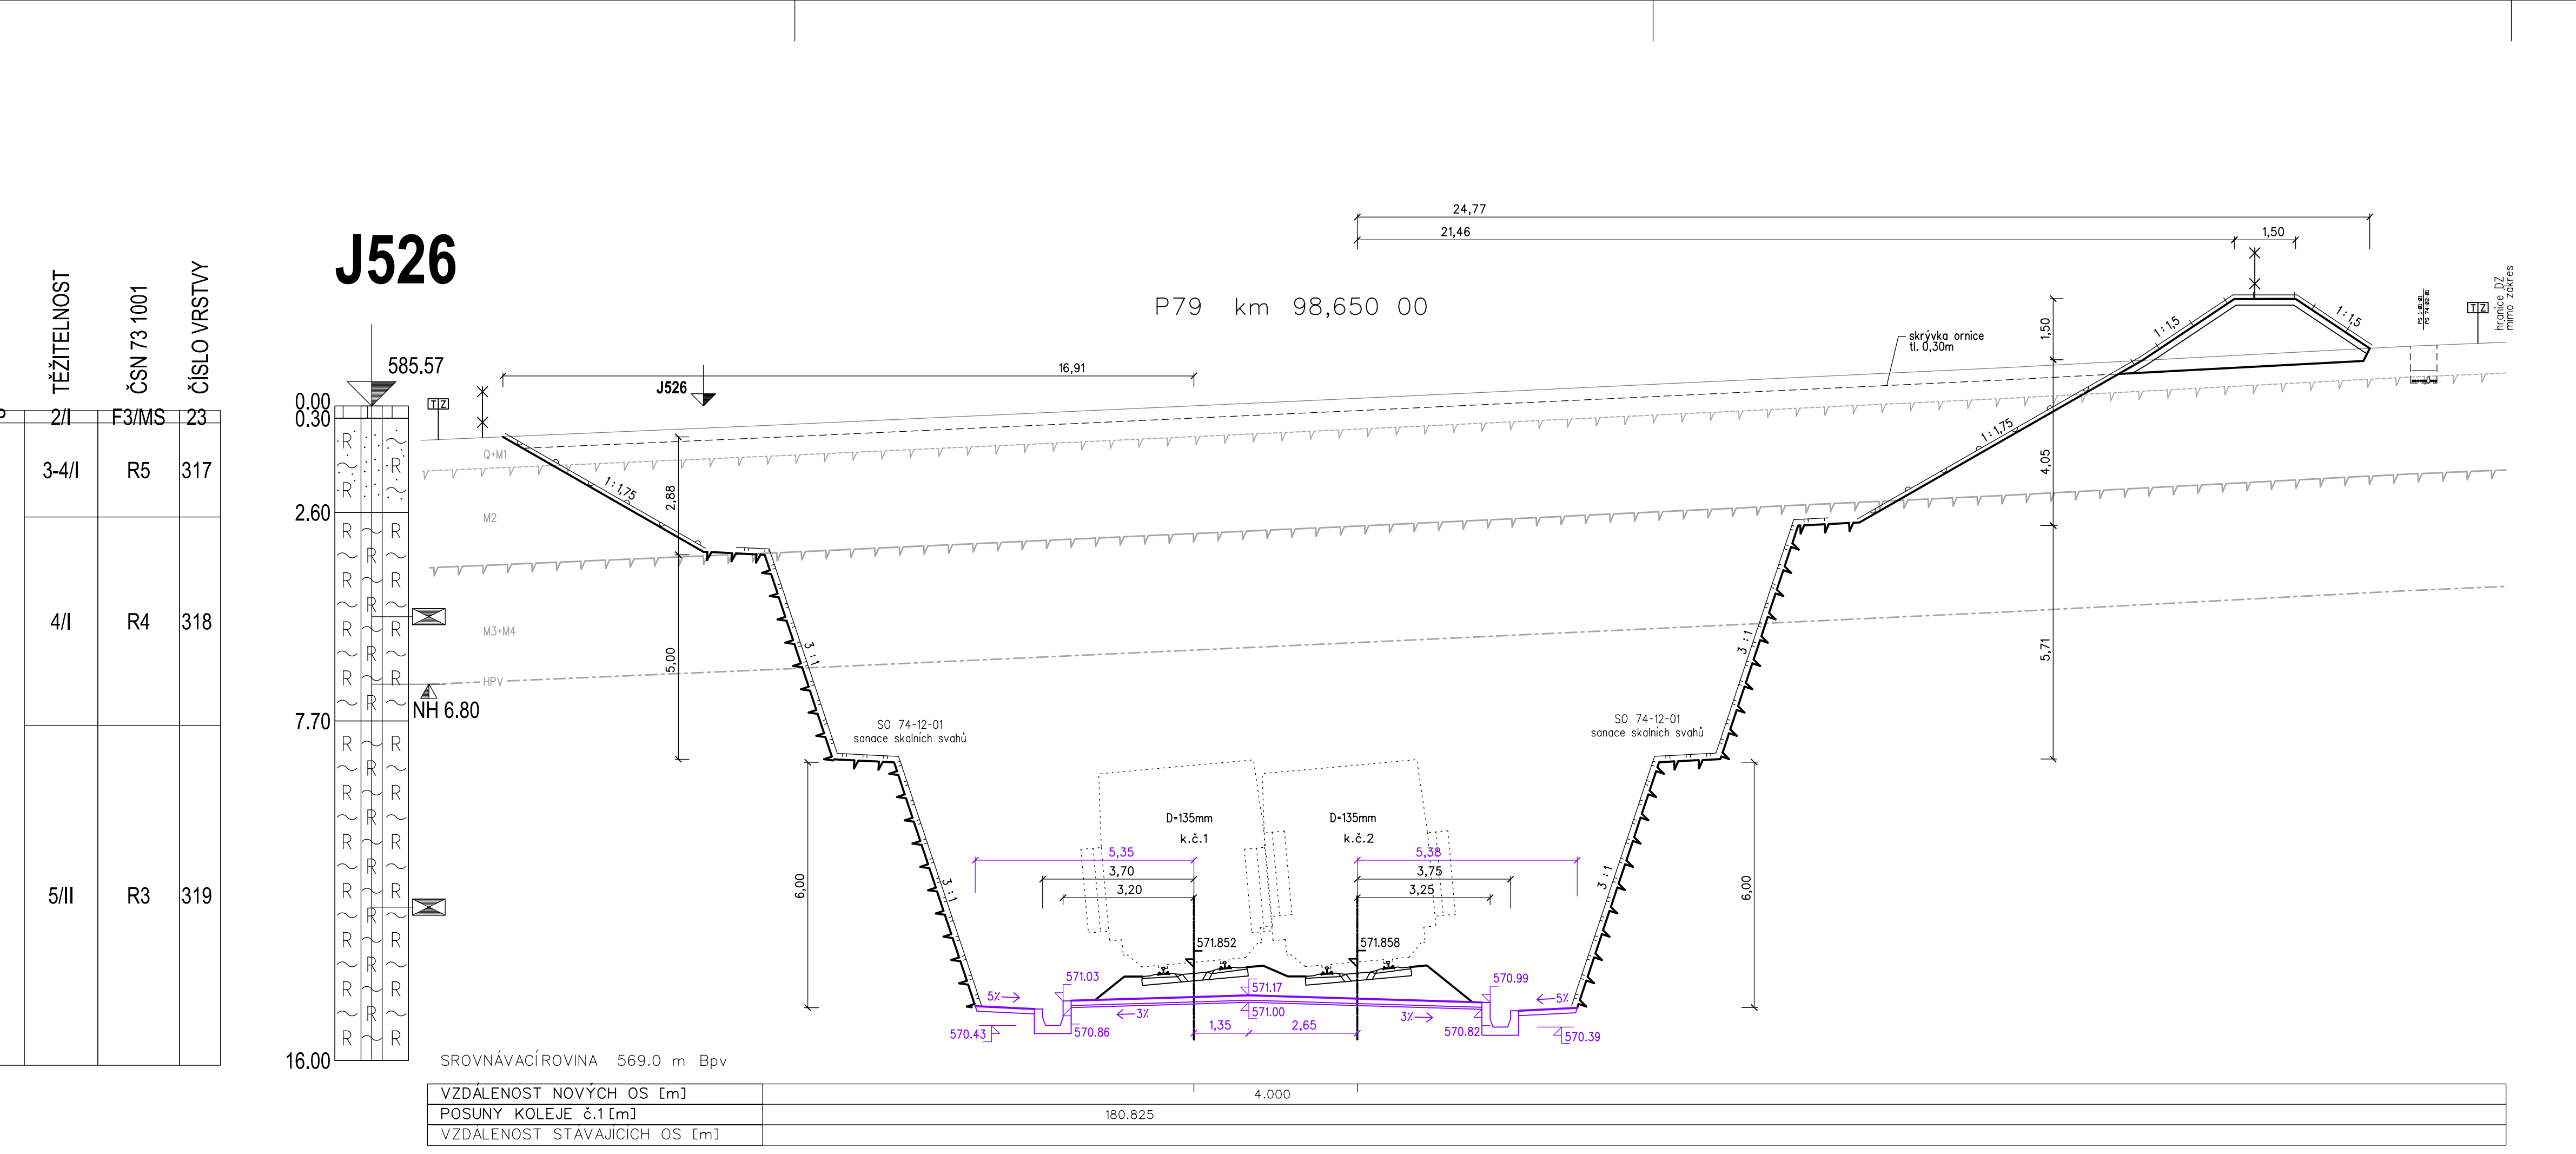 24,77
21,46
1,50
J526
P79 km 98,650 00
TĚŽITELNOST
ČSN 73 1001
ČÍSLO VRSTVY
hranice DZ
mimo zákres
PS 74-02-01
TZ
1:1,5
1:1,5
1,50
skrývka ornice
tl. 0,30m
585.57
16,91
J526
TZ
0.00
0.30
2/I F3/MS 23
3-4/I R5 317
2.60
4/I R4 318
7.70
5/II R3 319
16.00
NH 6.80
Q+M1
M2
M3+M4
HPV
1:1,75
2,88
5,00
3:1
1:1,75
4,05
5,71
3:1
SO 74-12-01
sanace skalních svahů
SO 74-12-01
sanace skalních svahů
D=135mm
k.č.1
D=135mm
k.č.2
5,35
5,38
3,70
3,75
3,20
3,25
6,00
3:1
3:1
6,00
571.852
571.858
571.03
571.17
570.99
5%
5%
3%
571.00
3%
570.43
570.86
1,35
2,65
570.82
570.39
SROVNÁVACÍ ROVINA 569.0 m Bpv
VZDÁLENOST NOVÝCH OS [m] 4.000
POSUNY KOLEJE č.1 [m] 180.825
VZDÁLENOST STÁVAJÍCÍCH OS [m]